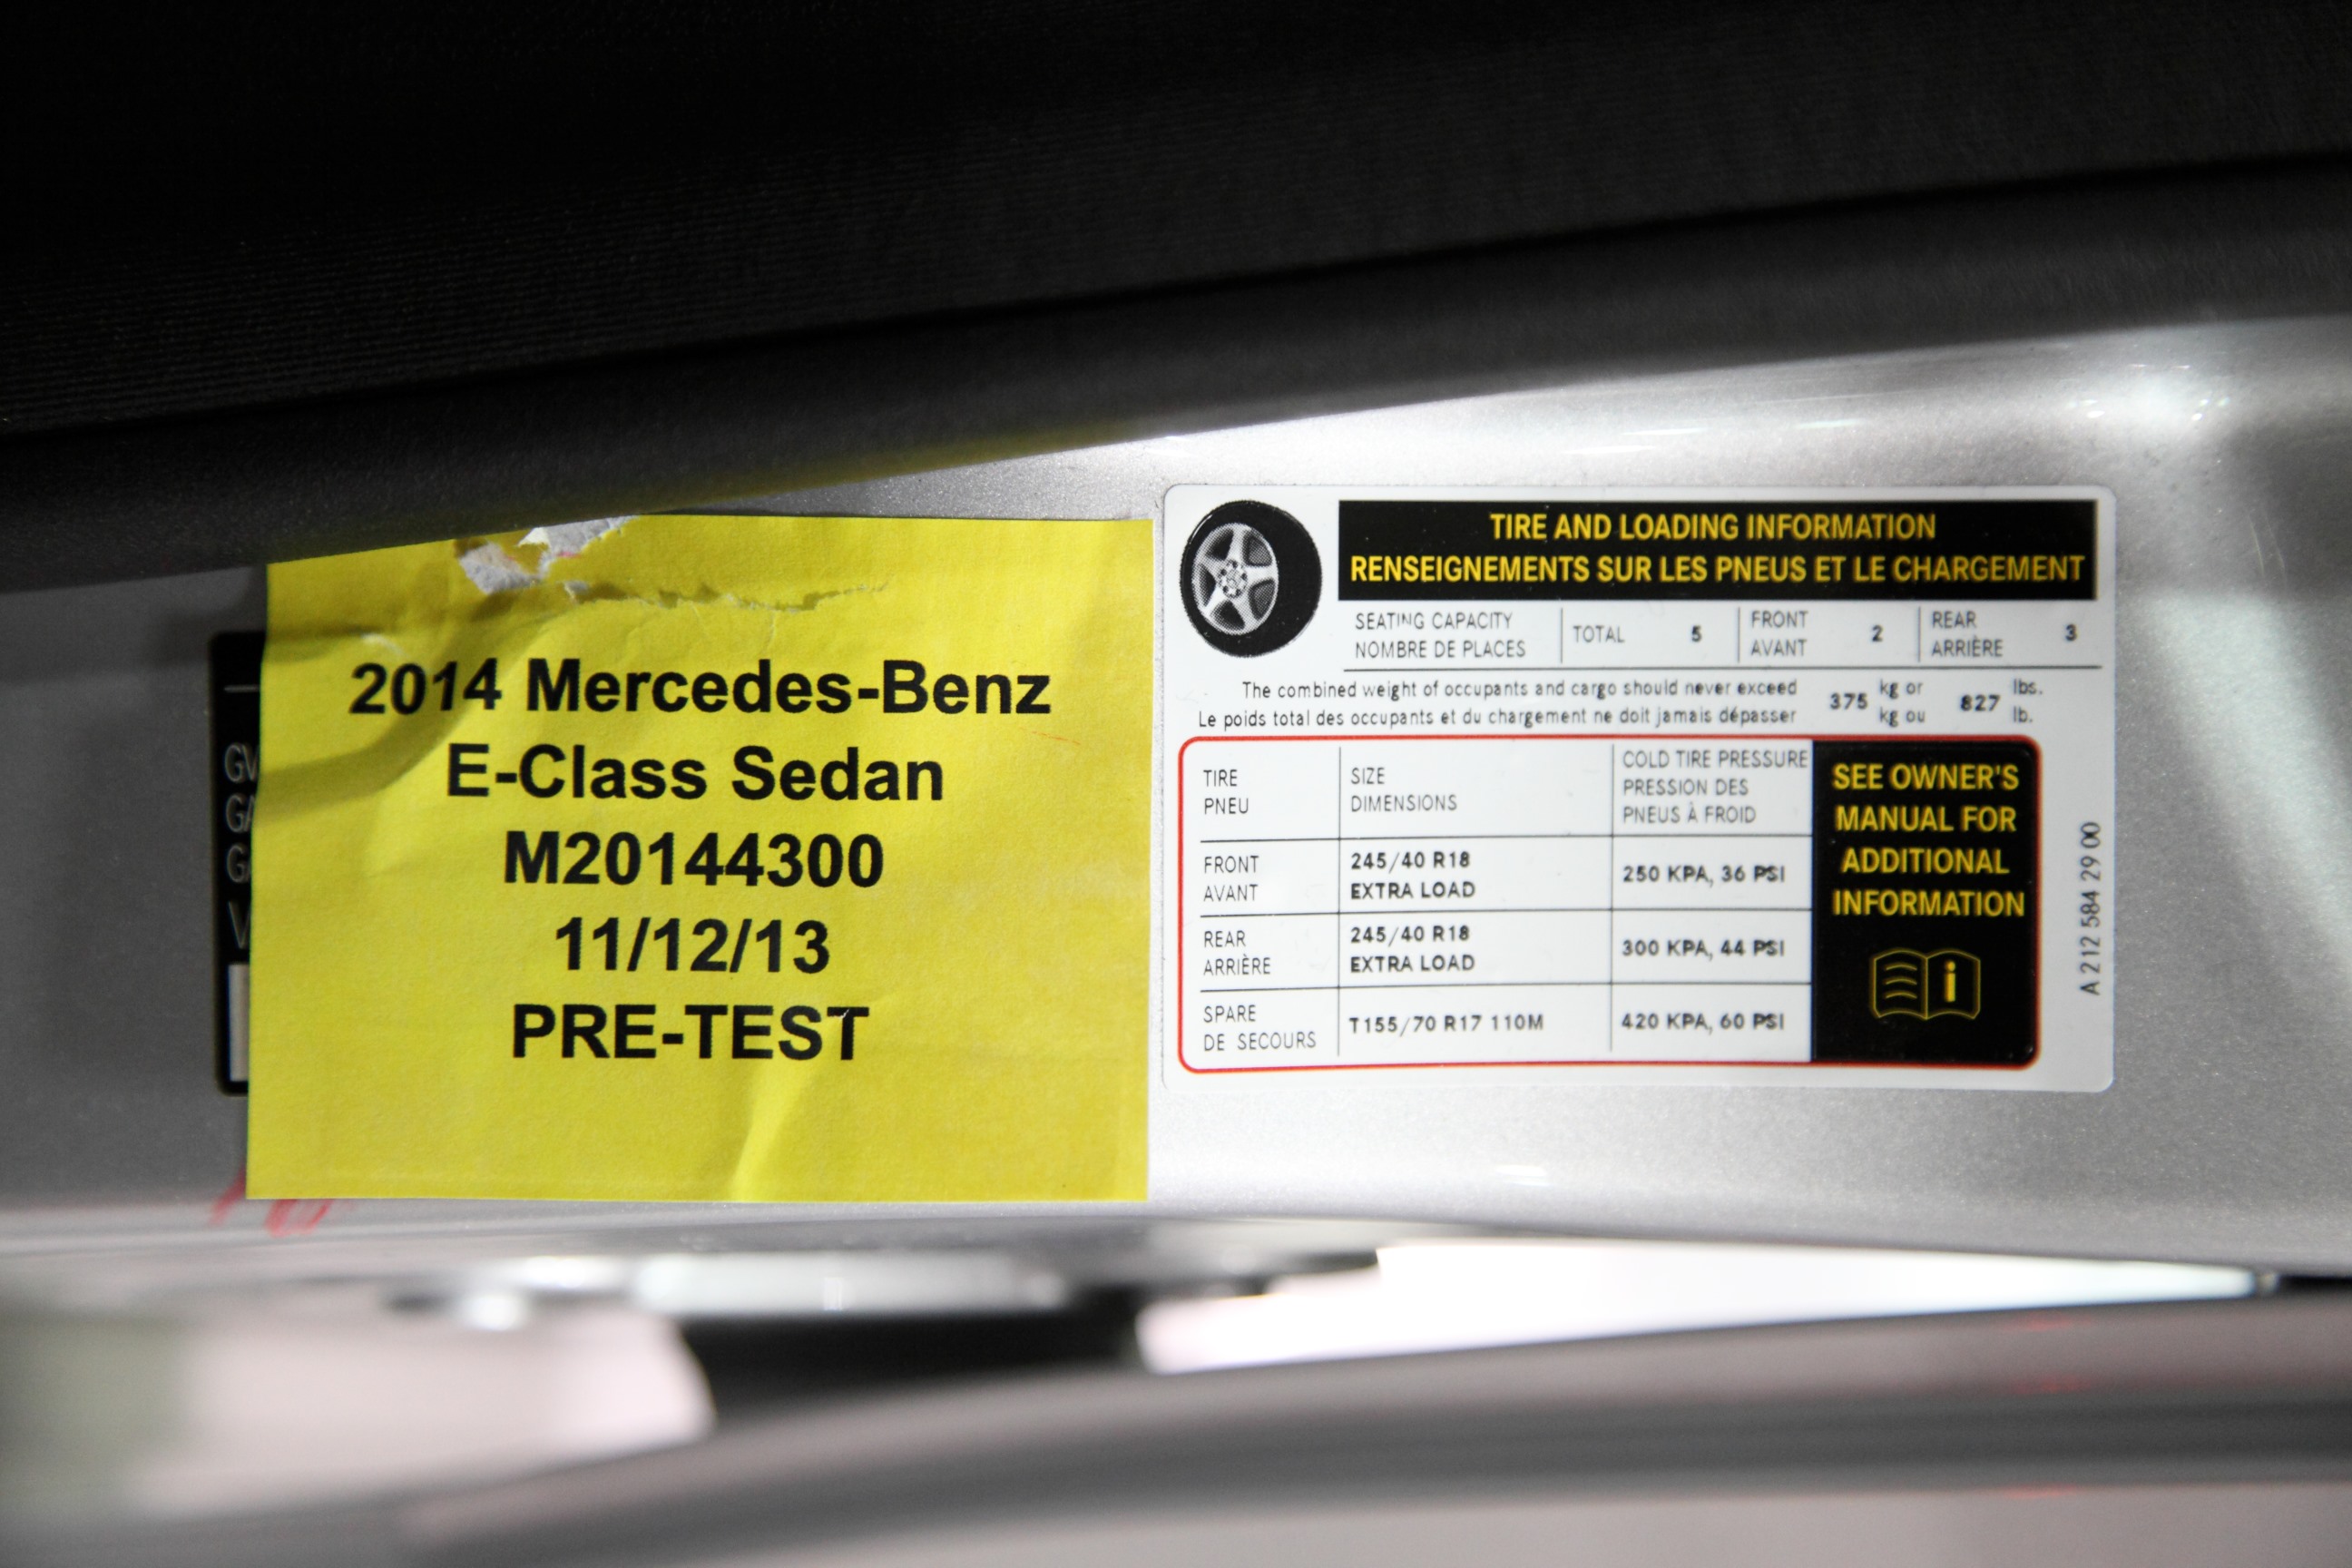 2014 Mercedes-Benz
E-Class Sedan
M20144300
11/12/13
PRE-TEST
TIRE AND LOADING INFORMATION
RENSEIGNEMENTS SUR LES PNEUS ET LE CHARGEMENT
SEATING CAPACITY
NOMBRE DE PLACES
TOTAL 5
FRONT
AVANT
2
REAR
ARRIÈRE
3
The combined weight of occupants and cargo should never exceed
Le poids total des occupants et du chargement ne doit jamais dépasser
375
kg or
kg ou
827
lbs.
lb.
TIRE
PNEU
SIZE
DIMENSIONS
COLD TIRE PRESSURE
PRESSION DES
PNEUS À FROID
FRONT
AVANT
245/40 R18
EXTRA LOAD
250 KPA, 36 PSI
REAR
ARRIÈRE
245/40 R18
EXTRA LOAD
300 KPA, 44 PSI
SPARE
DE SECOURS
T155/70 R17 110M
420 KPA, 60 PSI
SEE OWNER'S
MANUAL FOR
ADDITIONAL
INFORMATION
i
A 212 584 29 00